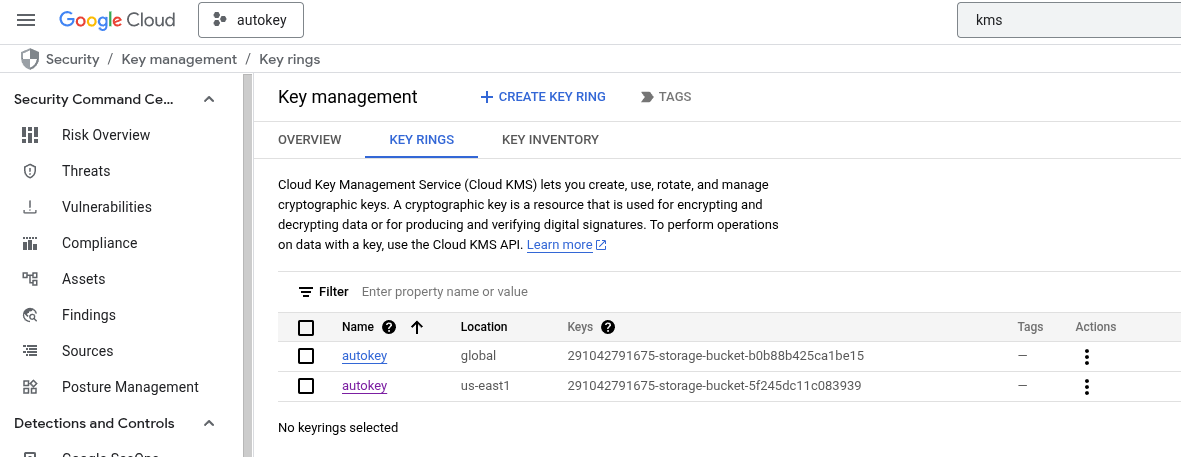 Google Cloud
autokey
kms
Security / Key management / Key rings
Security Command Ce...
Risk Overview
Threats
Vulnerabilities
Compliance
Assets
Findings
Sources
Posture Management
Detections and Controls
Key management
CREATE KEY RING
TAGS
OVERVIEW
KEY RINGS
KEY INVENTORY
Cloud Key Management Service (Cloud KMS) lets you create, use, rotate, and manage
cryptographic keys. A cryptographic key is a resource that is used for encrypting and
decrypting data or for producing and verifying digital signatures. To perform operations
on data with a key, use the Cloud KMS API. Learn more
Filter Enter property name or value
Name Location Keys Tags Actions
autokey global 291042791675-storage-bucket-b0b88b425ca1be15 —
autokey us-east1 291042791675-storage-bucket-5f245dc11c083939 —
No keyrings selected